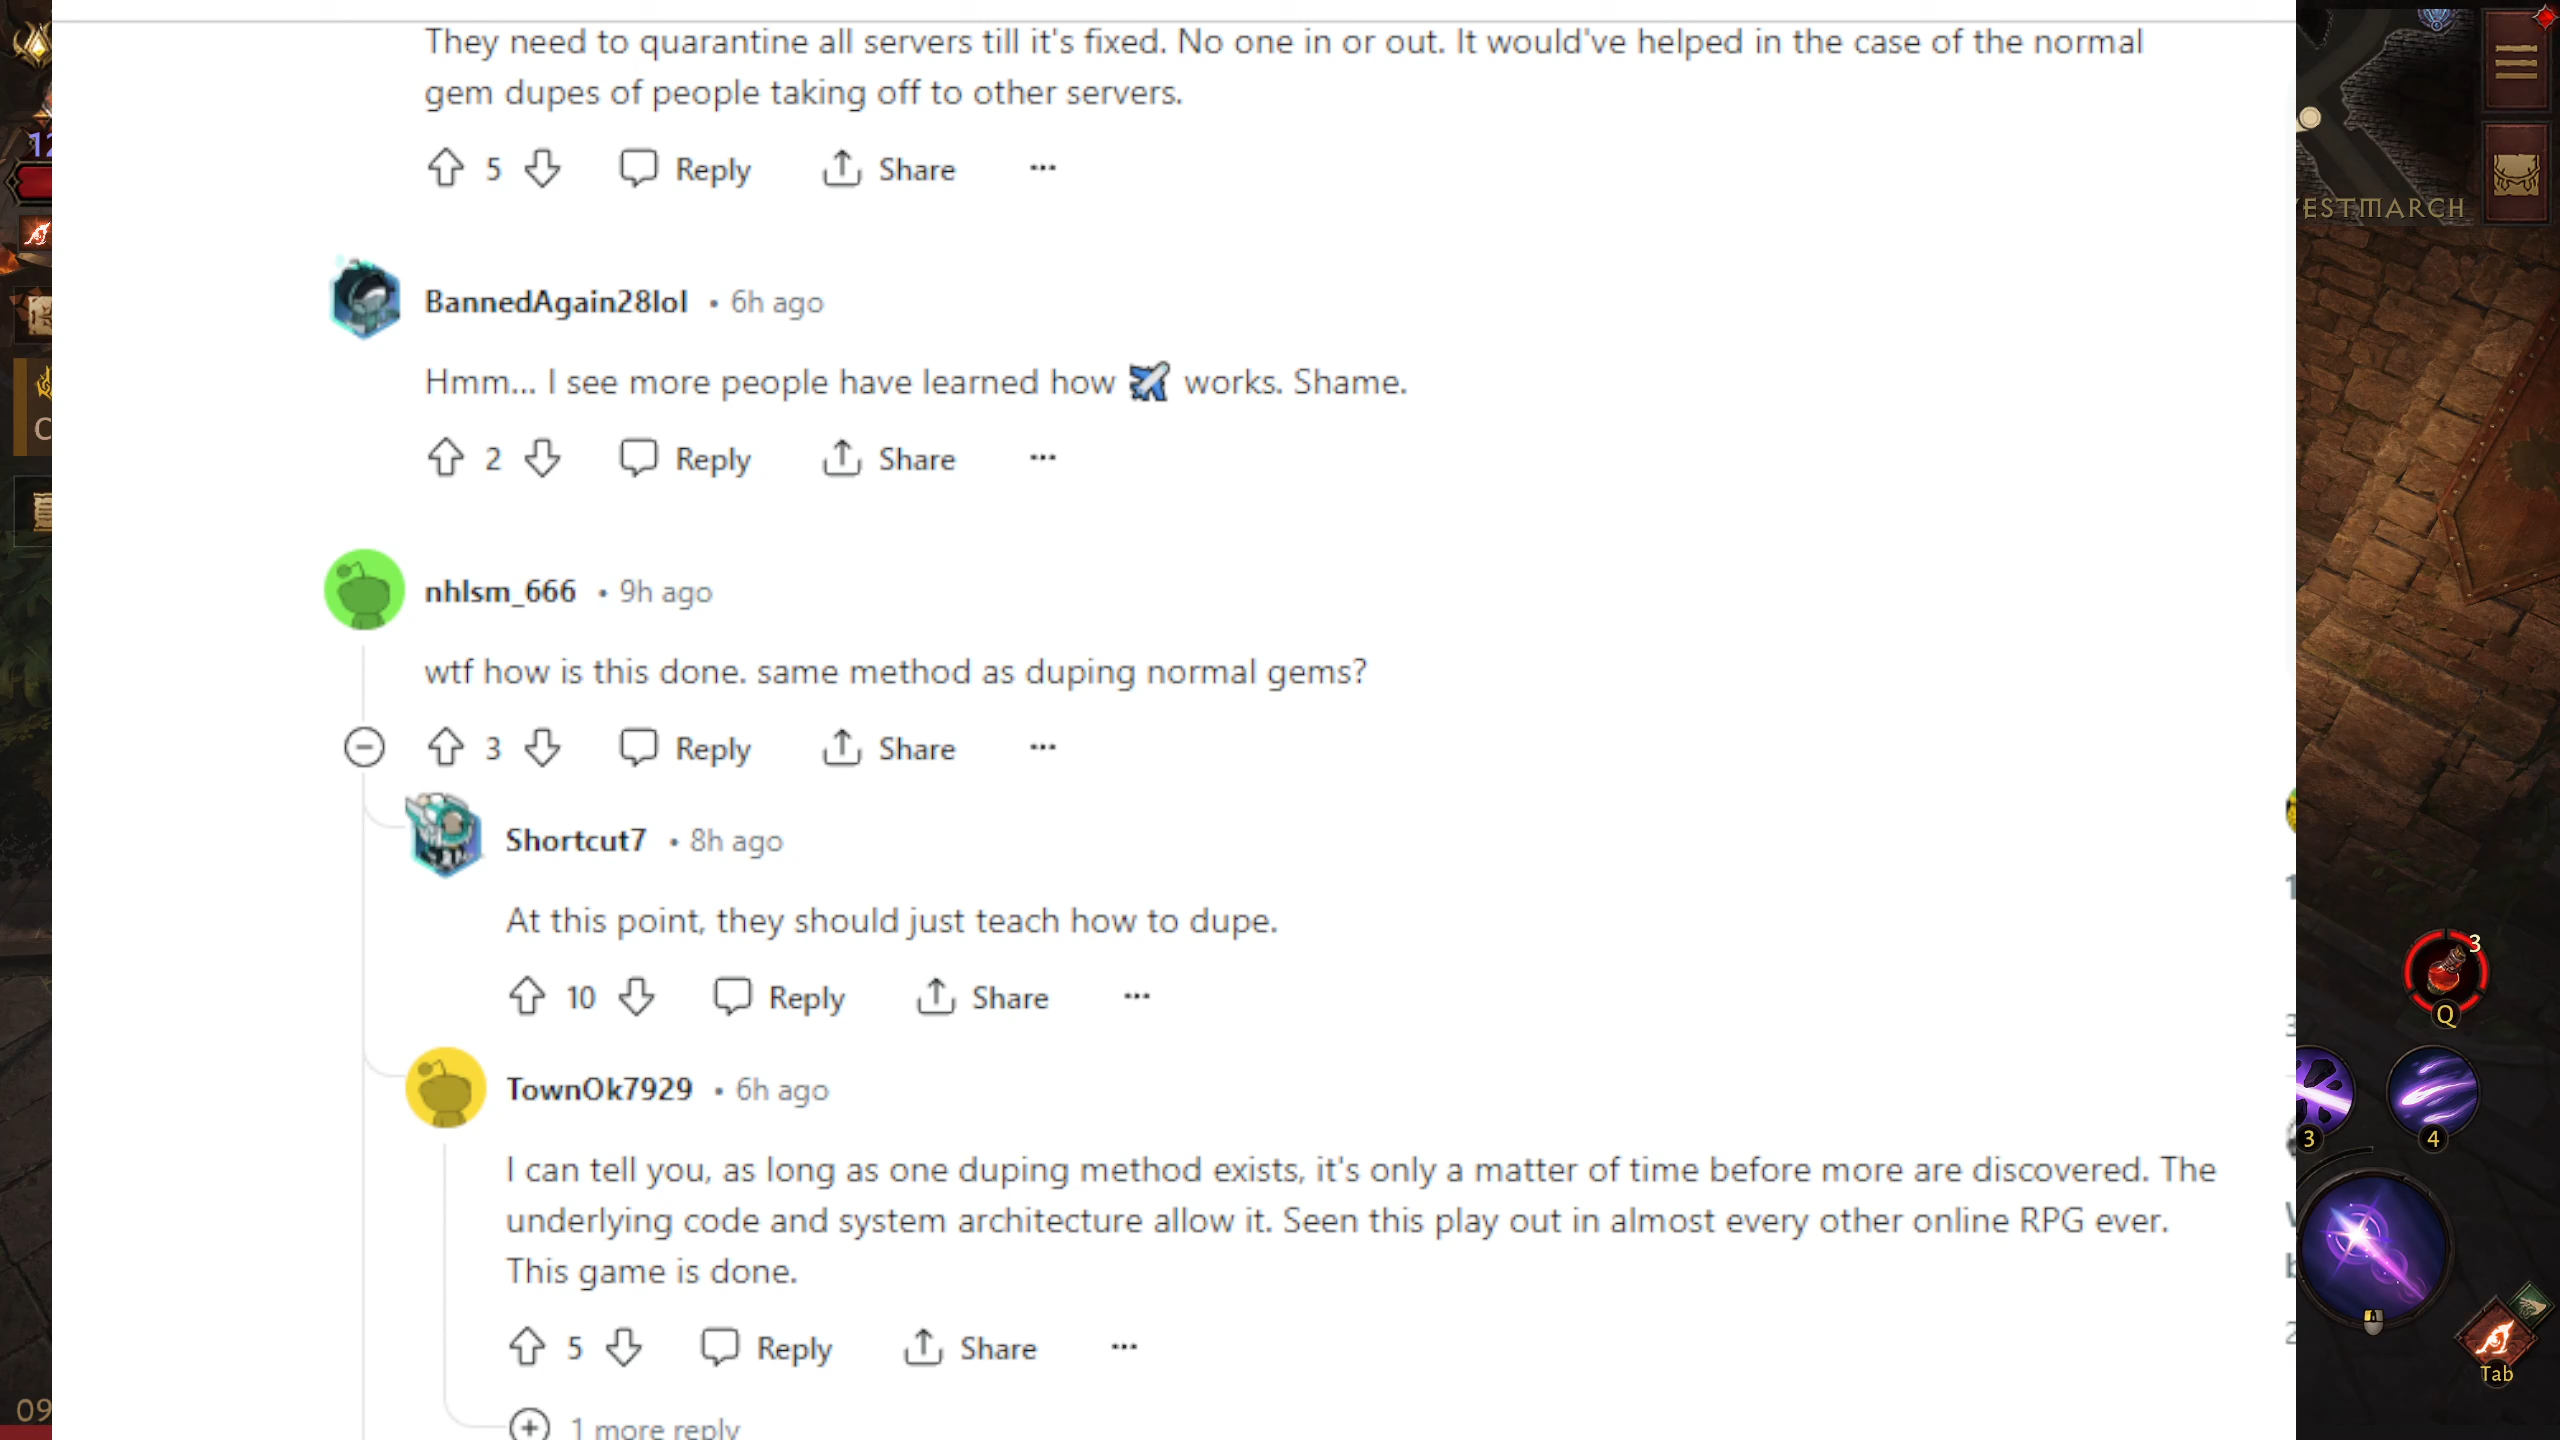 They need to quarantine all servers till it's fixed. No one in or out. It would've helped in the case of the normal
gem dupes of people taking off to other servers.
5 Reply Share ...
BannedAgain28lol • 6h ago
Hmm... I see more people have learned how ✈ works. Shame.
2 Reply Share ...
nhlsm_666 • 9h ago
wtf how is this done. same method as duping normal gems?
3 Reply Share ...
Shortcut7 • 8h ago
At this point, they should just teach how to dupe.
10 Reply Share ...
TownOk7929 • 6h ago
I can tell you, as long as one duping method exists, it's only a matter of time before more are discovered. The
underlying code and system architecture allow it. Seen this play out in almost every other online RPG ever.
This game is done.
5 Reply Share ...
1 more reply
12
C
09
ESTMARCH
3
Q
3
4
Tab